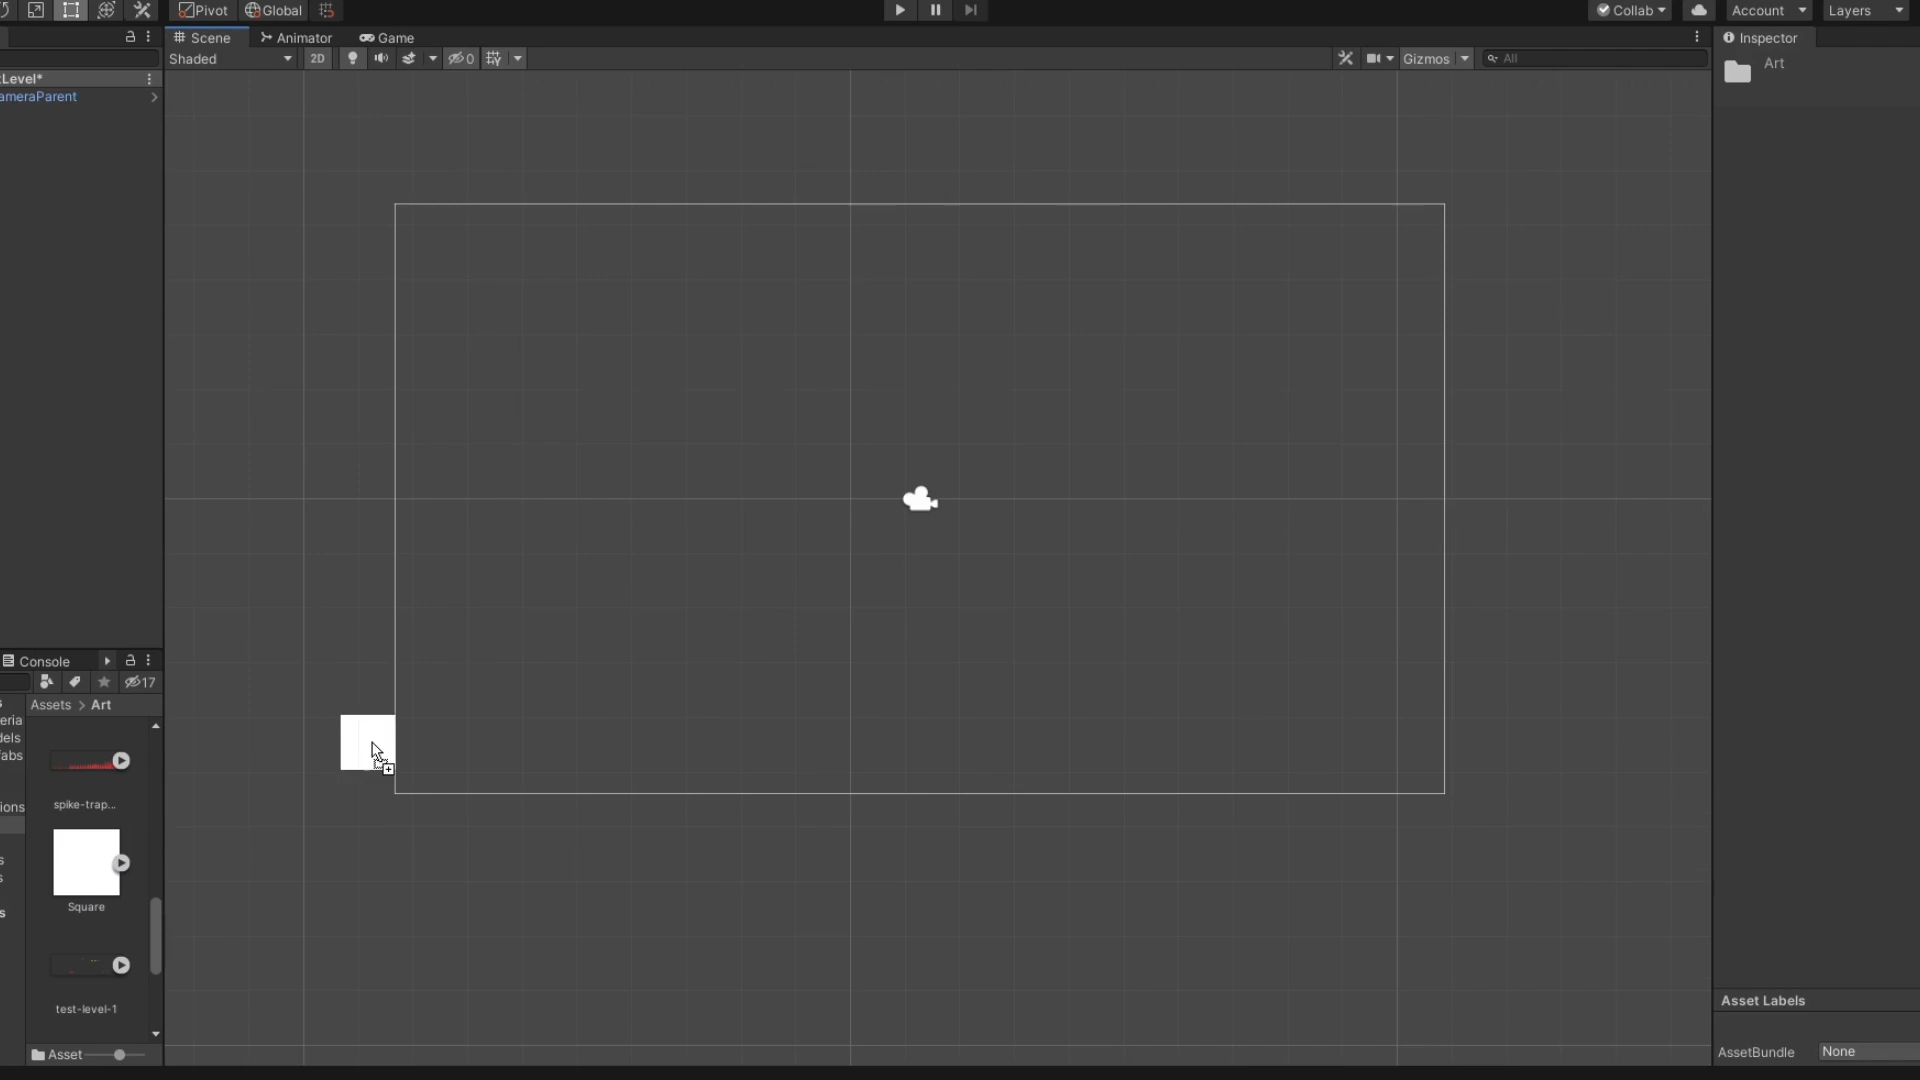 Pivot Global Collab Account Layers
Scene Animator Game Inspector
Shaded 2D 0 Gizmos All Art
Level*
ameraParent
Console
17
Assets > Art
eria
dels
fabs
spike-trap...
ions
s
s
Square
s
test-level-1
Asset Labels
Asset
AssetBundle None